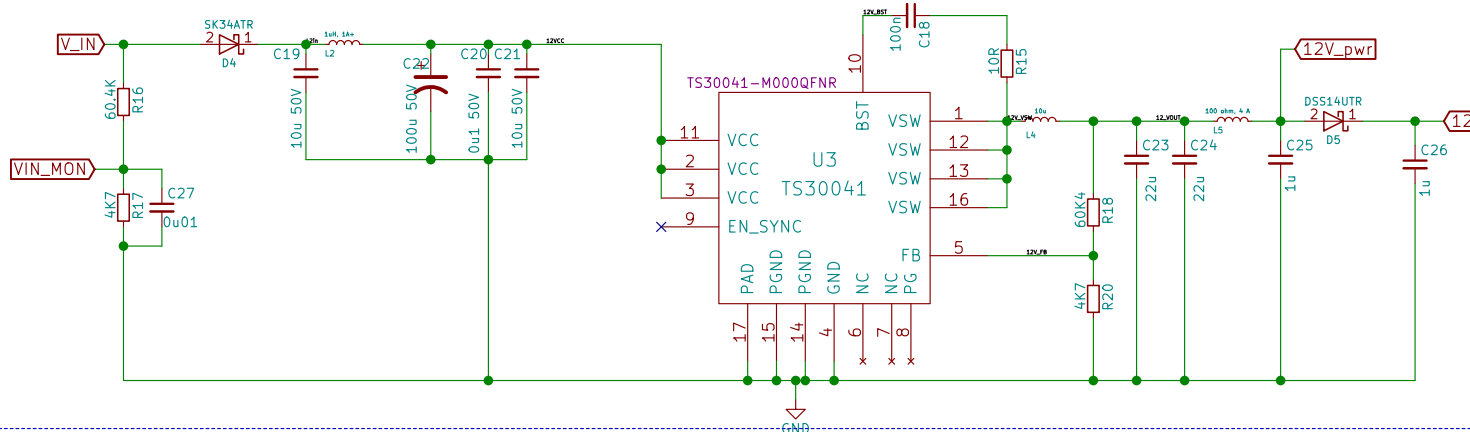 V_IN
SK34ATR
2
1
D4
60.4K
R16
VIN_MON
4K7
R17
C27
0u01
C19
10u 50V
12in
1uH, 1A+
L2
C22
+
100u 50V
C20
0u1 50V
C21
10u 50V
12VCC
TS30041-M000QFNR
12V_BST
100n
C18
10R
R15
10
BST
11
VCC
2
VCC
3
VCC
9
EN_SYNC
U3
TS30041
VSW
1
VSW
12
VSW
13
VSW
16
FB
5
PAD
PGND
PGND
GND
NC
NC
PG
17
15
14
4
6
7
8
12V_VSW
10u
L4
12V_FB
60K4
R18
4K7
R20
12_VOUT
C23
22u
C24
22u
100 ohm, 4 A
L5
C25
1u
12V_pwr
DSS14UTR
2
1
D5
C26
1u
12
GND